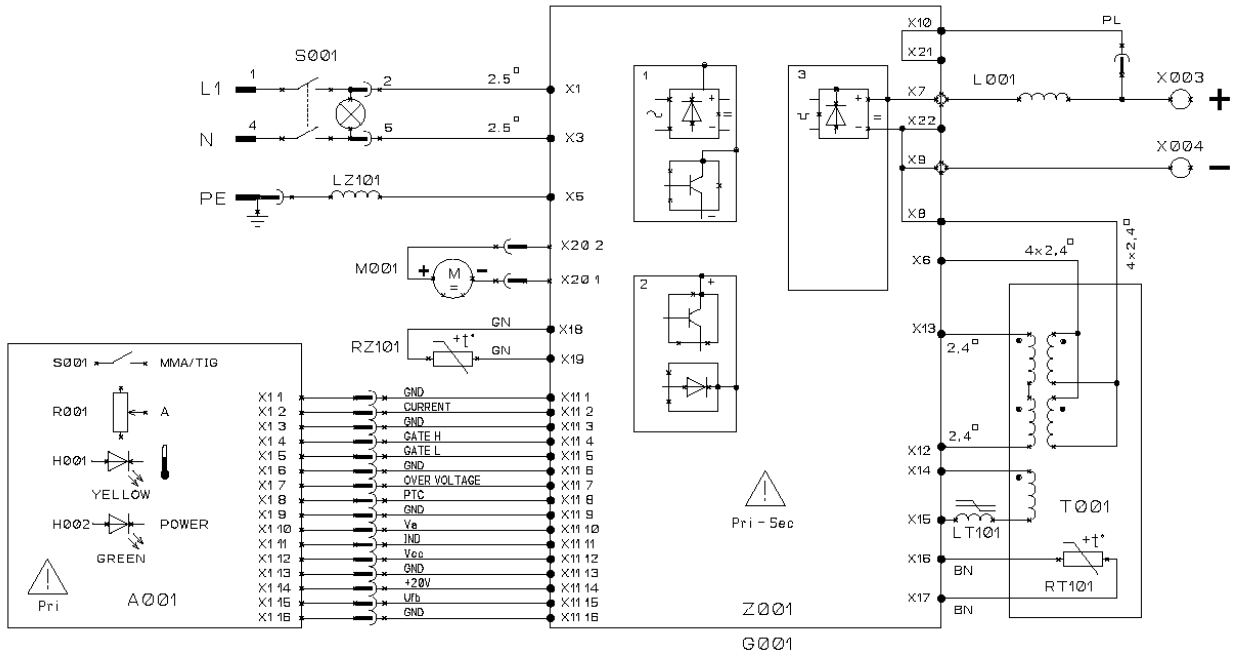 X10
PL
X21
S001
L1
1
2
2.5
X1
1
3
X7
L001
X003
+
N
4
5
2.5
X3
X22
X004
X9
−
PE
LZ101
X5
X8
4x2,4
4x2,4
X6
X20 2
M001
+
M
=
−
X20 1
2
+
X18
GN
RZ101
+t°
GN
X19
X13
2,4
S001
MMA/TIG
R001
A
H001
YELLOW
H002
POWER
GREEN
Pri
A001
X1 1
GND
X11 1
X1 2
CURRENT
X11 2
X1 3
GND
X11 3
X1 4
GATE H
X11 4
X1 5
GATE L
X11 5
X1 6
GND
X11 6
X1 7
OVER VOLTAGE
X11 7
X1 8
PTC
X11 8
X1 9
GND
X11 9
X1 10
Va
X11 10
X1 11
IND
X11 11
X1 12
Vcc
X11 12
X1 13
GND
X11 13
X1 14
+20V
X11 14
X1 15
Ufb
X11 15
X1 16
GND
X11 16
Pri-Sec
Z001
G001
X12
2,4
X14
X15
LT101
T001
X16
BN
+t°
RT101
X17
BN